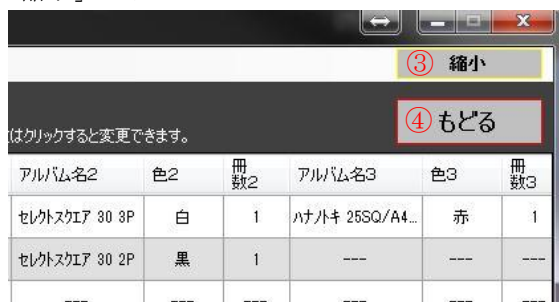 ③ 縮小
④ もどる
はクリックすると変更できます。
アルバム名2 色2 冊数2 アルバム名3 色3 冊数3
セレクトスクエア 30 3P 白 1 ハナノトキ 25SQ/A4... 赤 1
セレクトスクエア 30 2P 黒 1 --- --- ---
--- --- --- --- --- ---